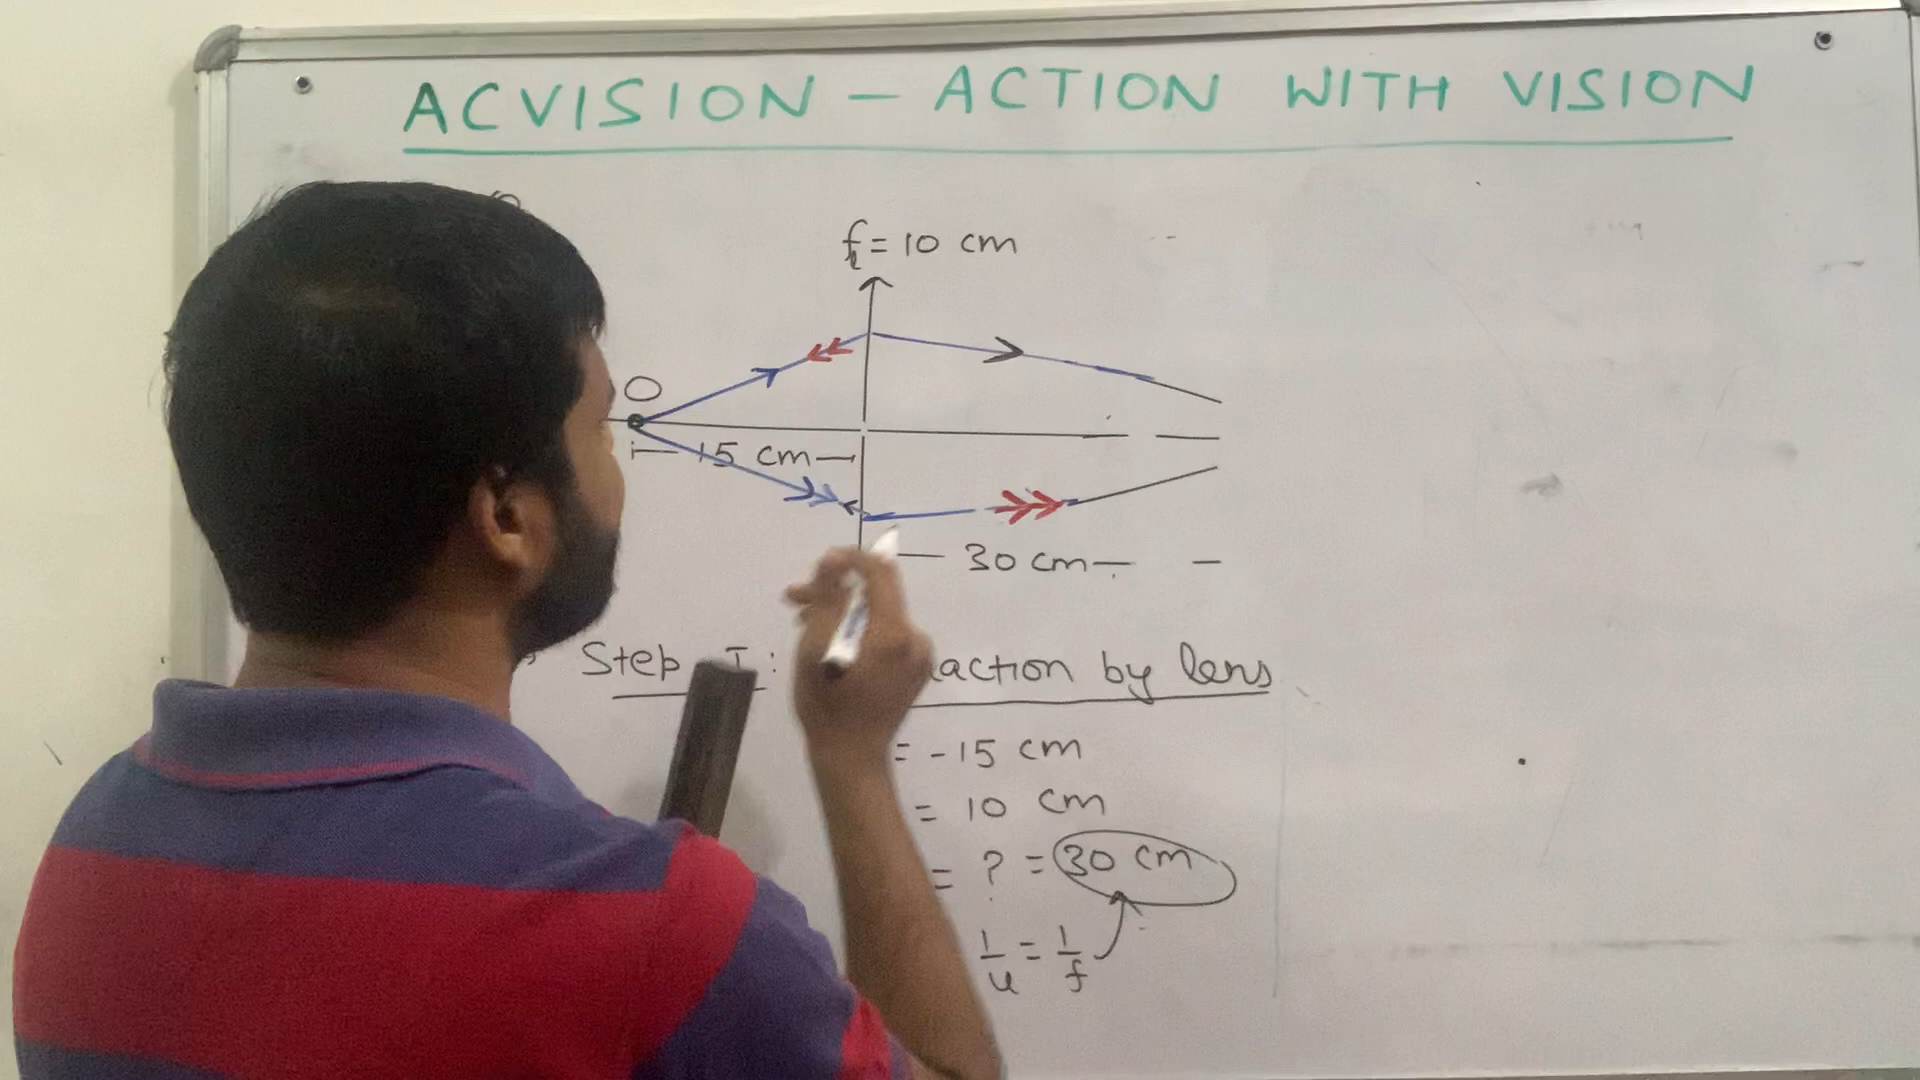 ACVISION - ACTION WITH VISION
f = 10 cm
O
15 cm
30 cm
Step I: action by lens
= -15 cm
= 10 cm
= ? = 30 cm
1/u = 1/f